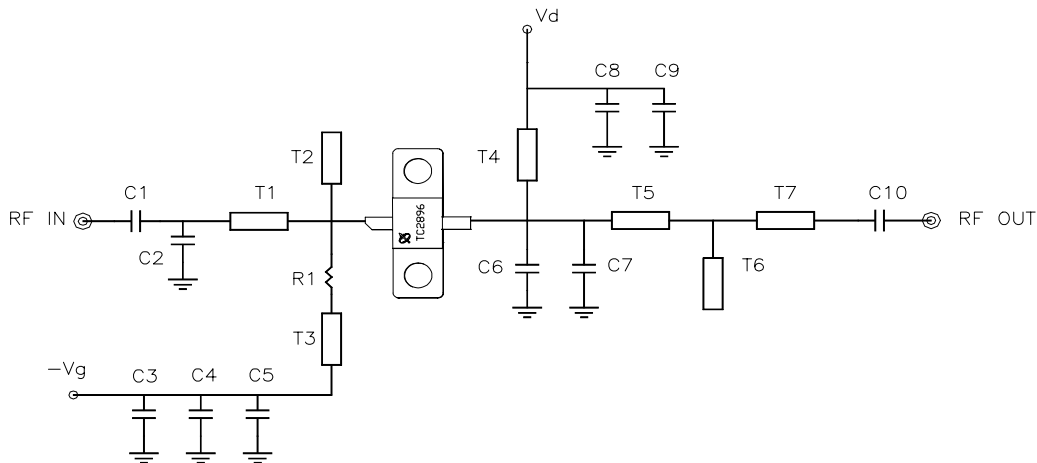 Vd
C8
C9
T2
T4
C1
T1
T5
T7
C10
RF IN
TC2896
RF OUT
C2
R1
C6
C7
T6
T3
-Vg
C3
C4
C5